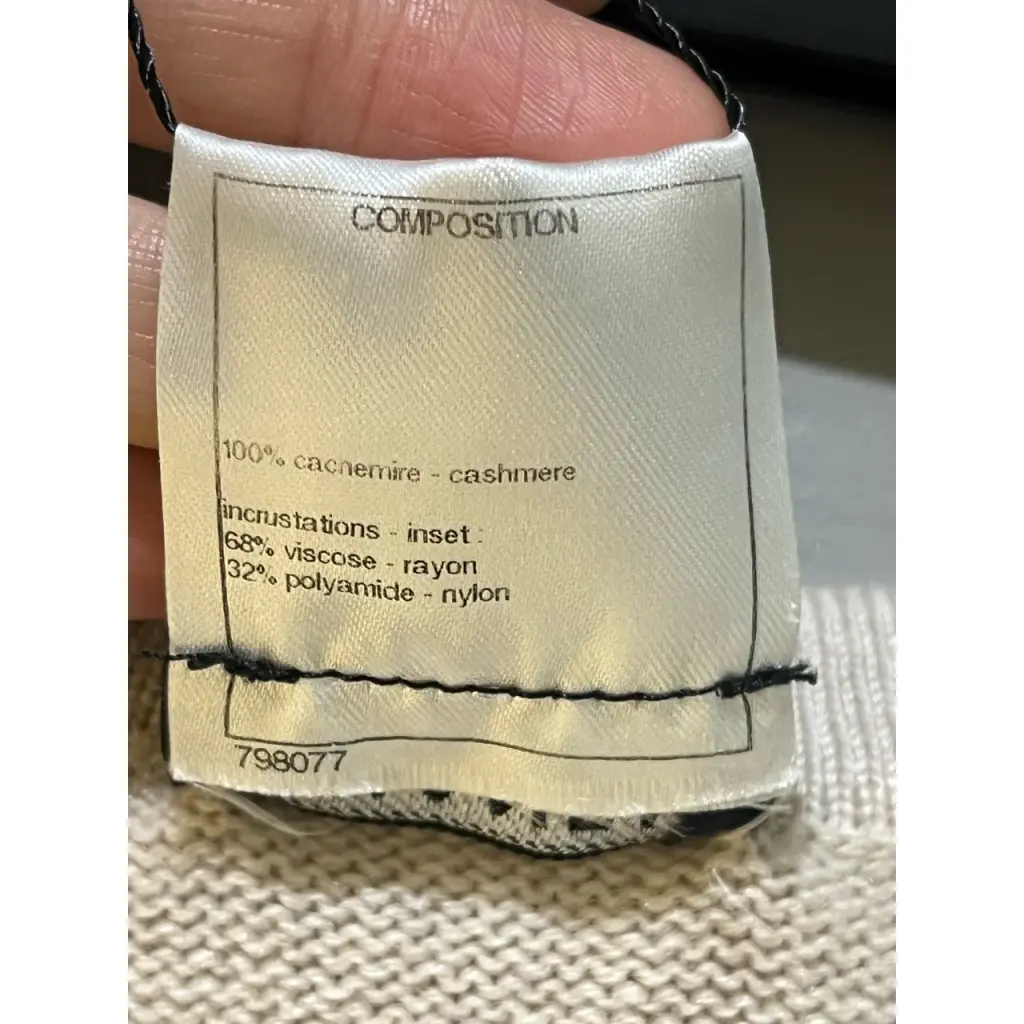 COMPOSITION
100% cachemire - cashmere
incrustations - inset :
68% viscose - rayon
32% polyamide - nylon
798077